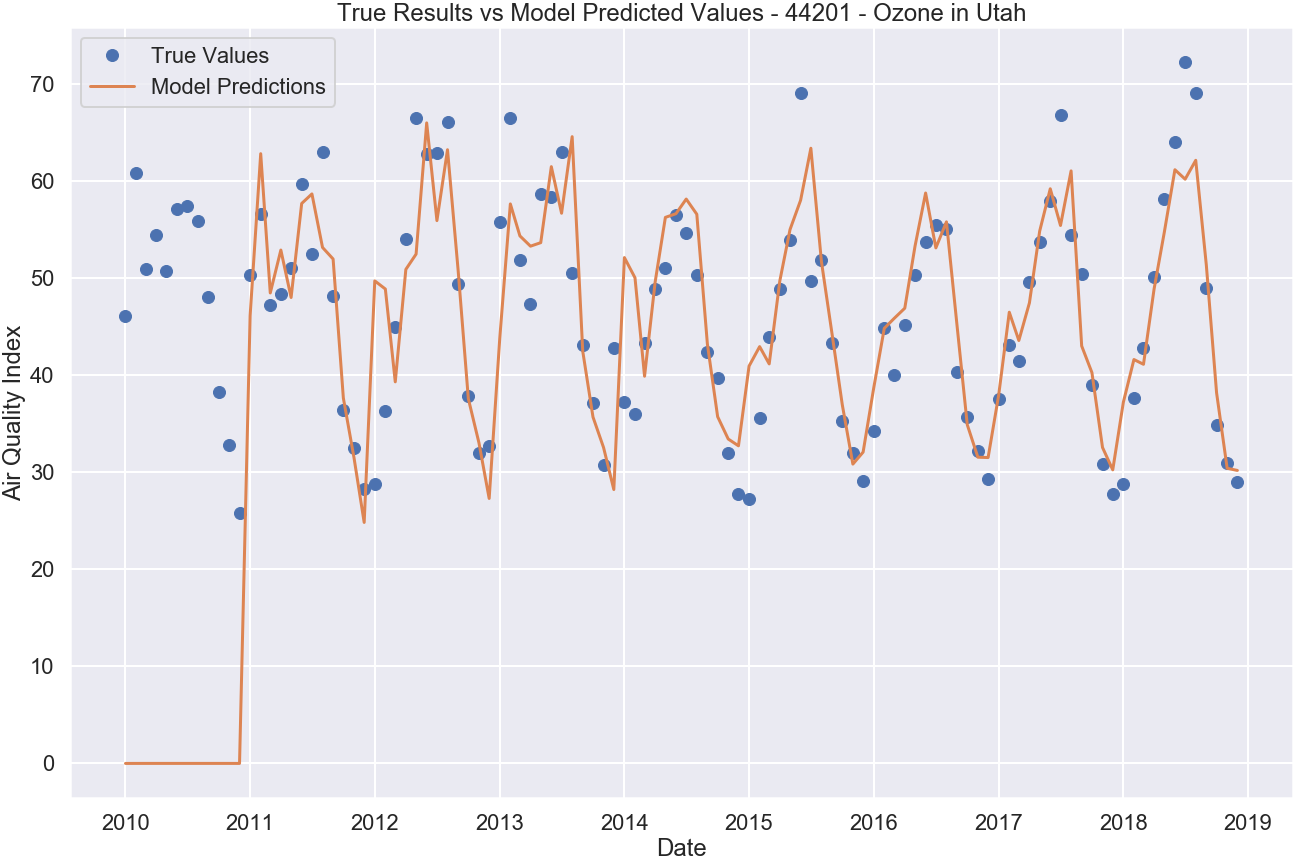 True Results vs Model Predicted Values - 44201 - Ozone in Utah
True Values
Model Predictions
Air Quality Index
70
60
50
40
30
20
10
0
2010 2011 2012 2013 2014 2015 2016 2017 2018 2019
Date